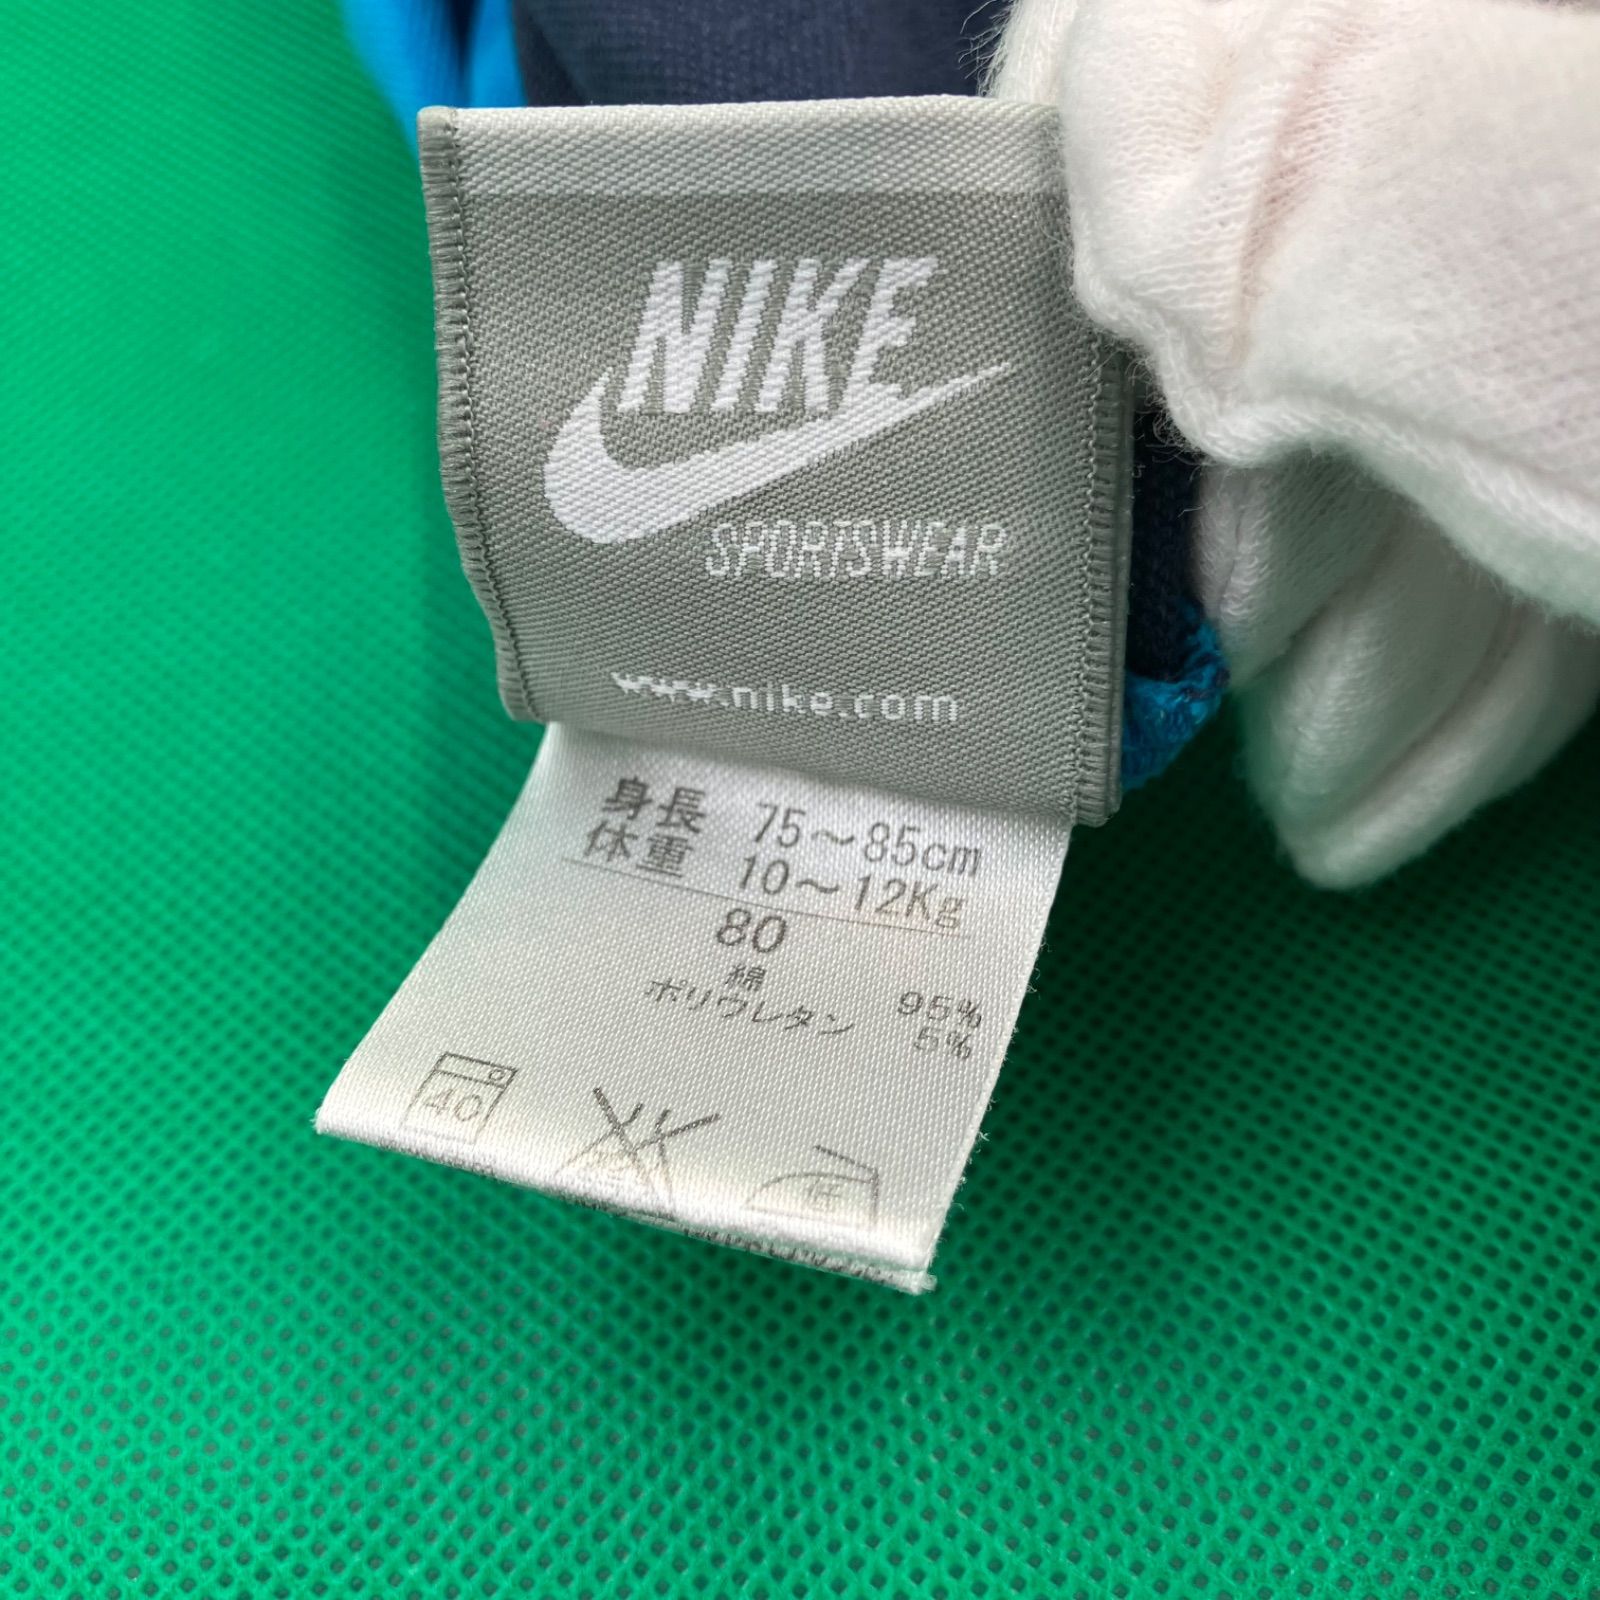 NIKE
SPORTSWEAR
www.nike.com
身長 75～85cm
体重 10～12Kg
80
綿 95%
ポリウレタン 5%
40